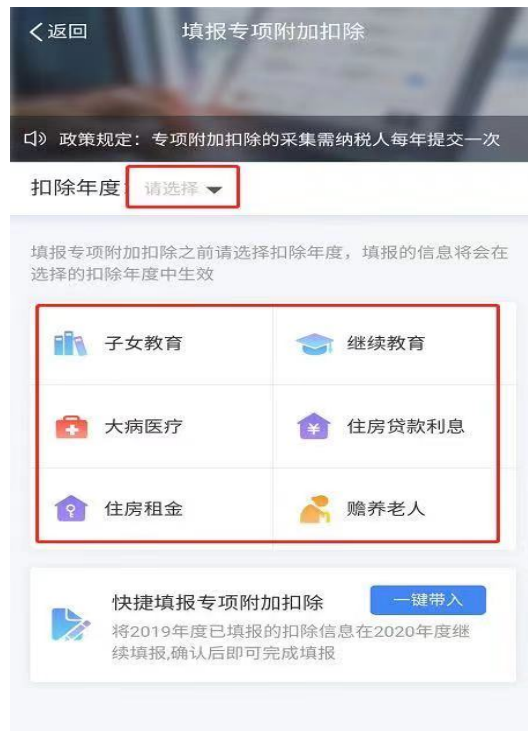 返回
填报专项附加扣除
政策规定：专项附加扣除的采集需纳税人每年提交一次
扣除年度：请选择
填报专项附加扣除之前请选择扣除年度，填报的信息将会在
选择的扣除年度中生效
子女教育
继续教育
大病医疗
住房贷款利息
住房租金
赡养老人
快捷填报专项附加扣除
一键带入
将2019年度已填报的扣除信息在2020年度继
续填报,确认后即可完成填报